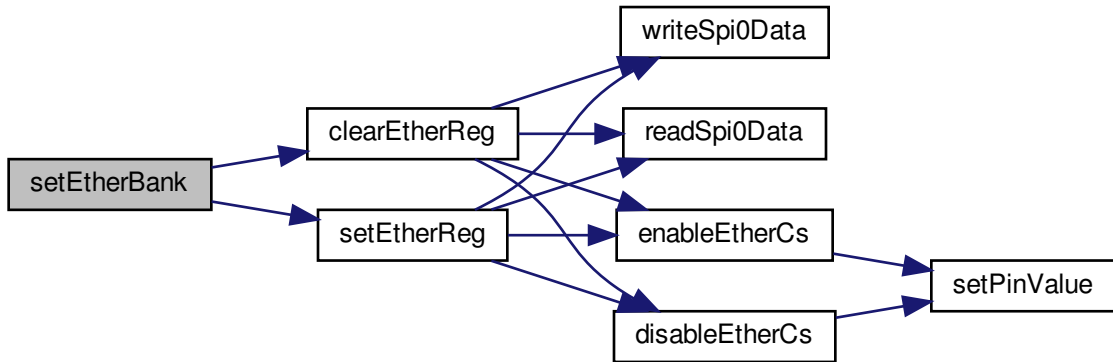 setEtherBank
clearEtherReg
setEtherReg
writeSpi0Data
readSpi0Data
enableEtherCs
disableEtherCs
setPinValue